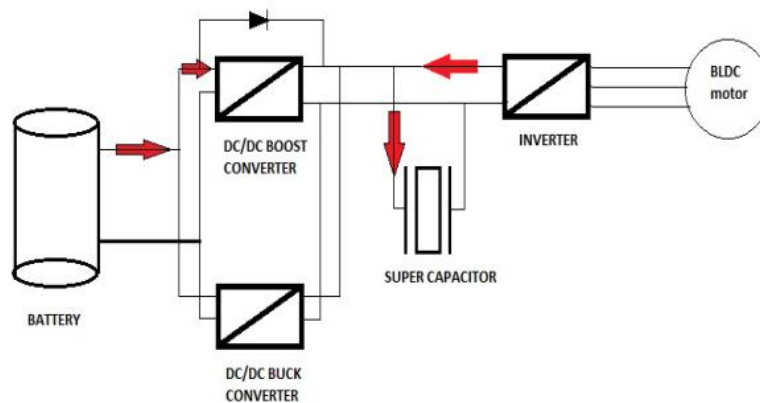 BLDC
motor
DC/DC BOOST
CONVERTER
INVERTER
SUPER CAPACITOR
BATTERY
DC/DC BUCK
CONVERTER